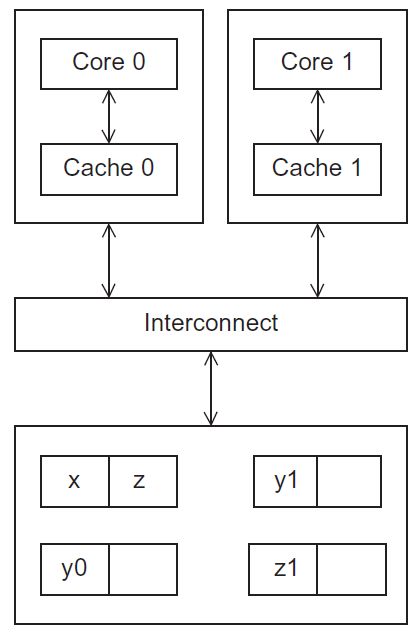 Core 0
Core 1
Cache 0
Cache 1
Interconnect
x z
y1
y0
z1